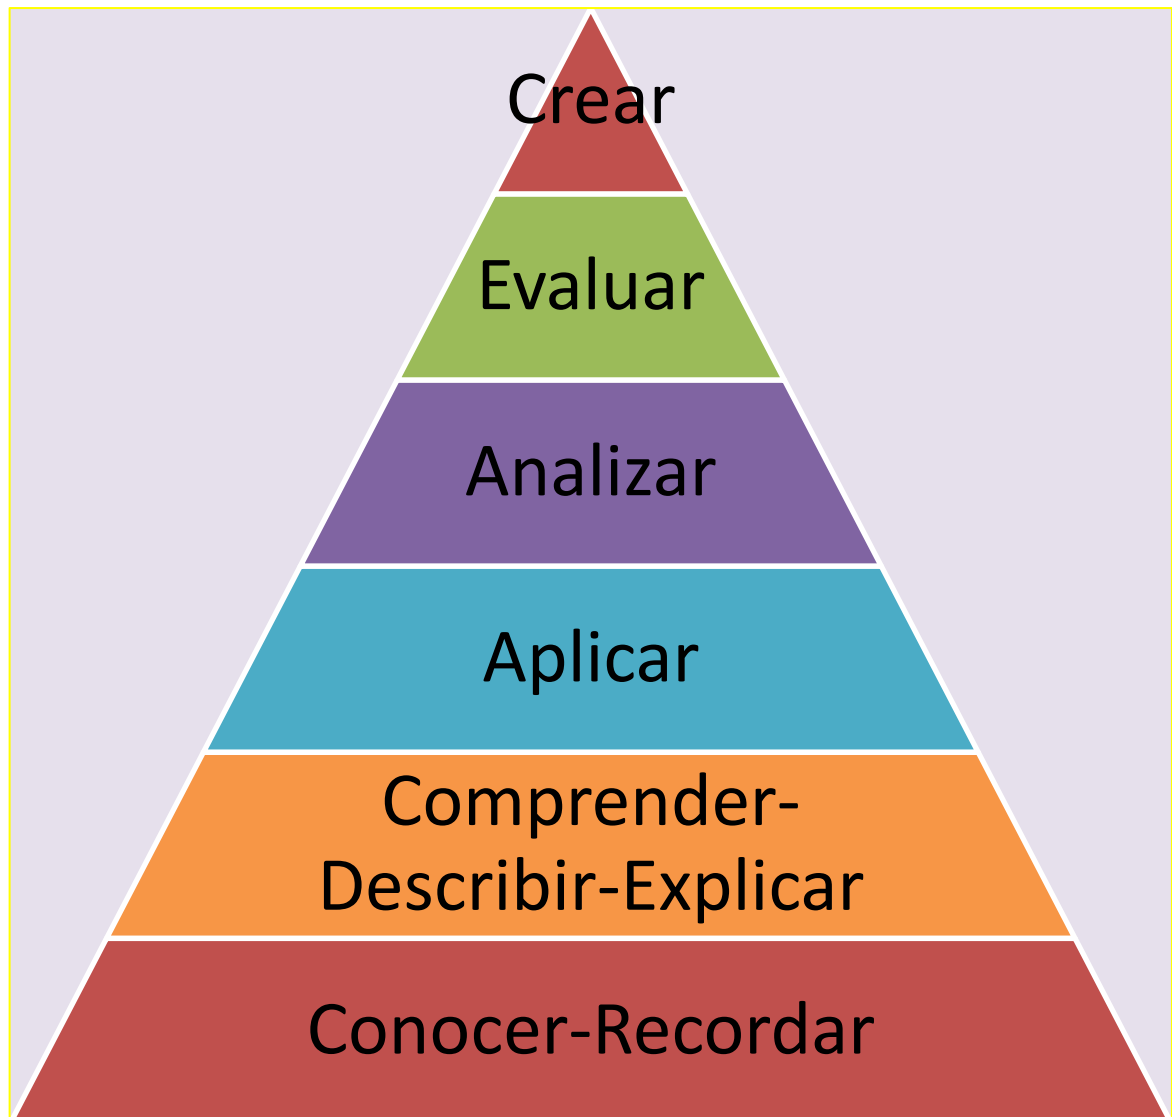 Crear
Evaluar
Analizar
Aplicar
Comprender-
Describir-Explicar
Conocer-Recordar